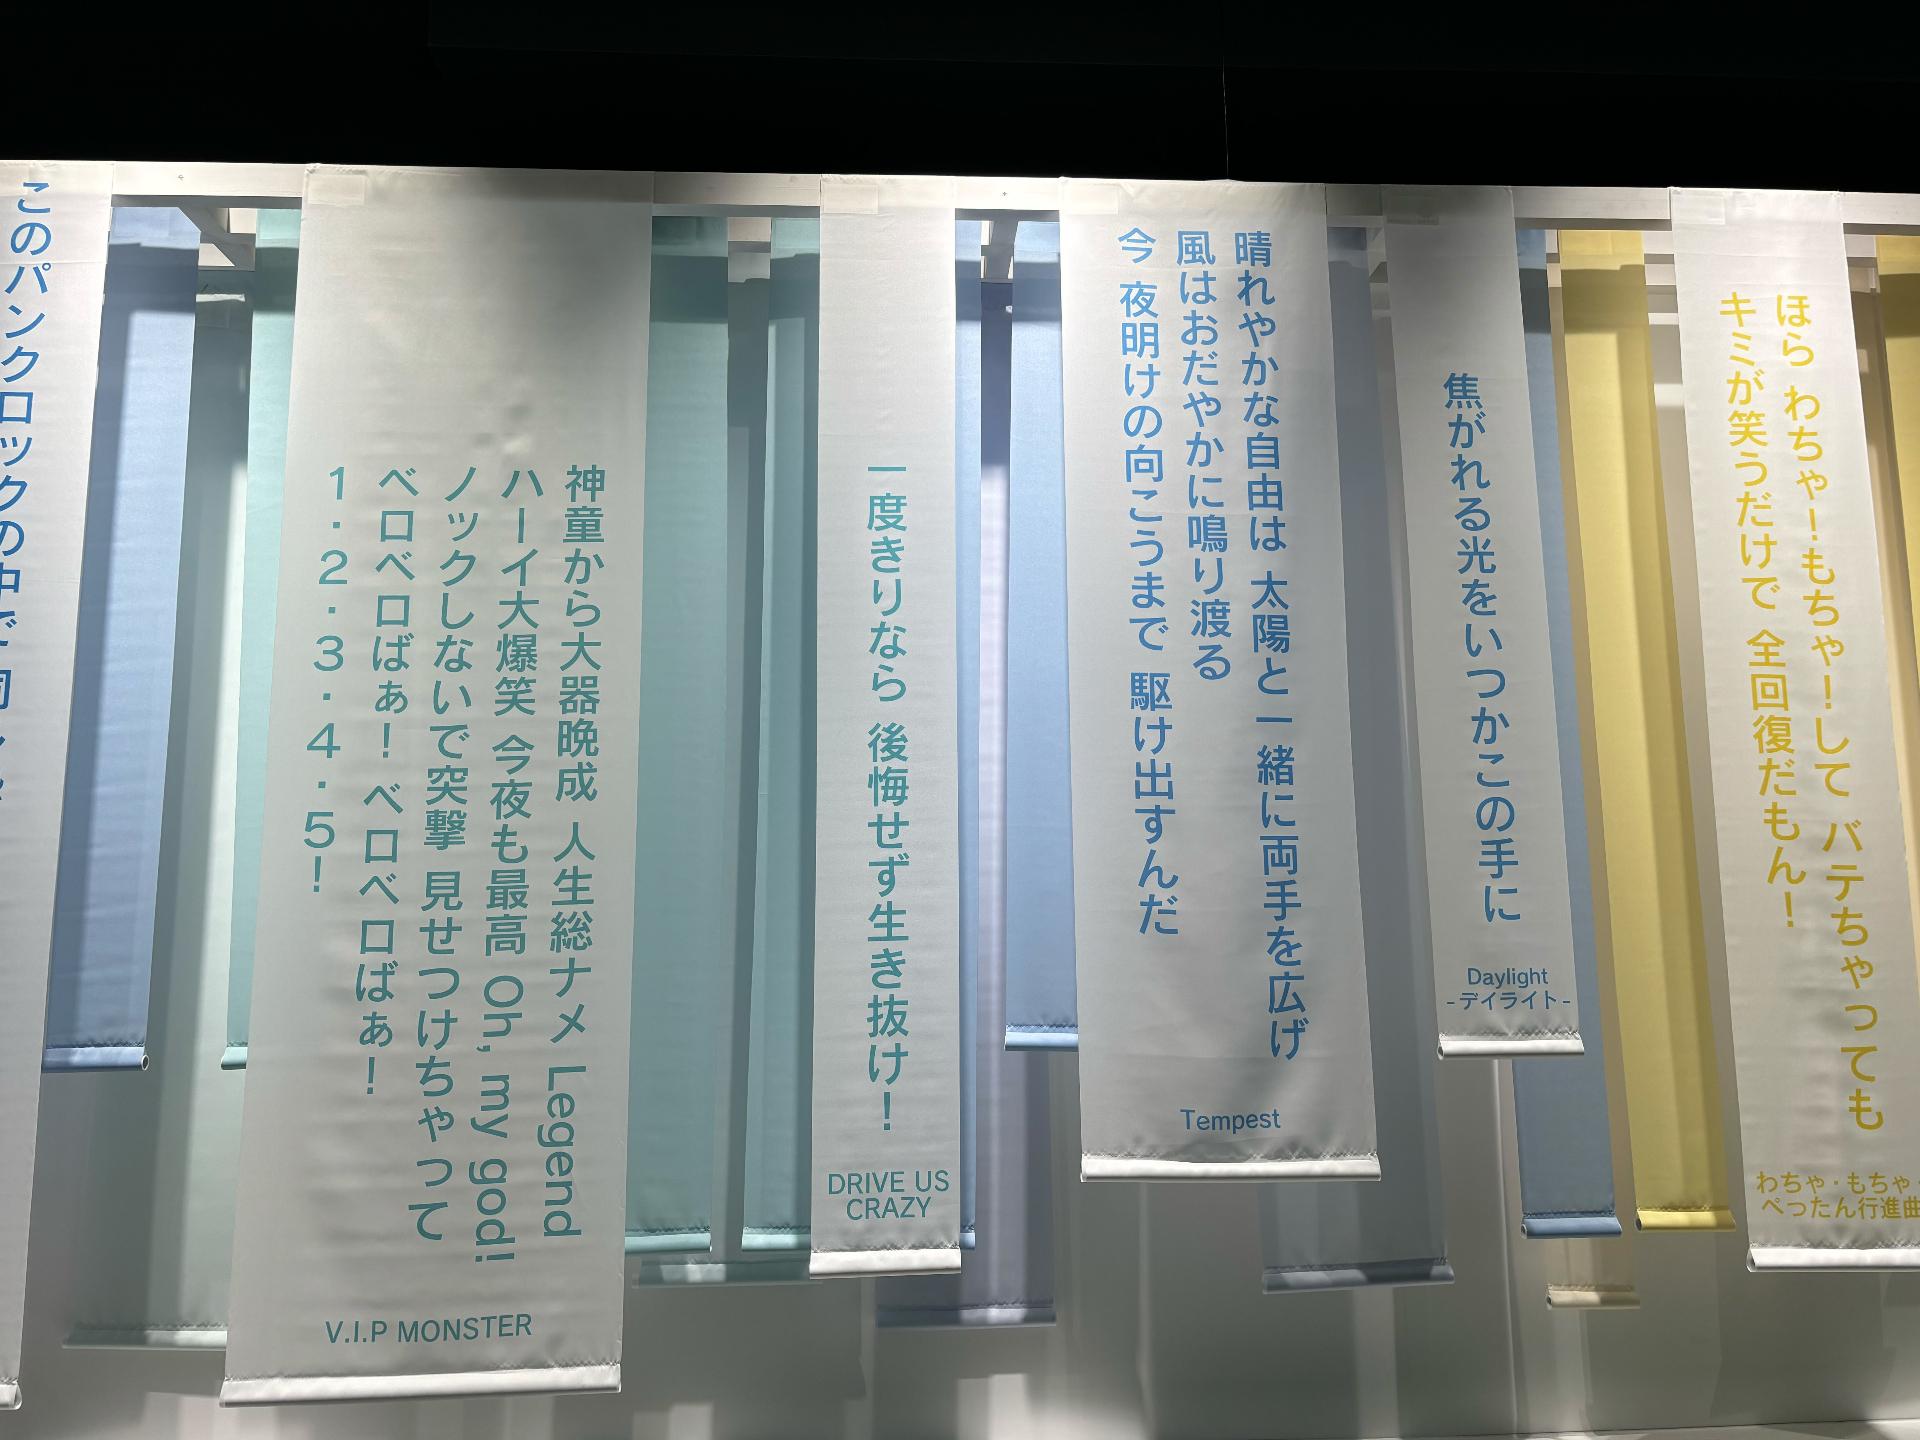 このパンクロックの中で
神童から大器晩成 人生総ナメ Legend
ハーイ大爆笑 今夜も最高 Oh, my god!
ノックしないで突撃 見せつけちゃって
ベロベロばぁ！ベロベロばぁ！
1・2・3・4・5！
V.I.P MONSTER
一度きりなら 後悔せず生き抜け！
DRIVE US
CRAZY
晴れやかな自由は 太陽と一緒に両手を広げ
風はおだやかに鳴り渡る
今 夜明けの向こうまで 駆け出すんだ
Tempest
焦がれる光をいつかこの手に
Daylight
-デイライト-
ほら わちゃ！もちゃ！して バテちゃっても
キミが笑うだけで 全回復だもん！
わちゃ・もちゃ・
ぺったん行進曲